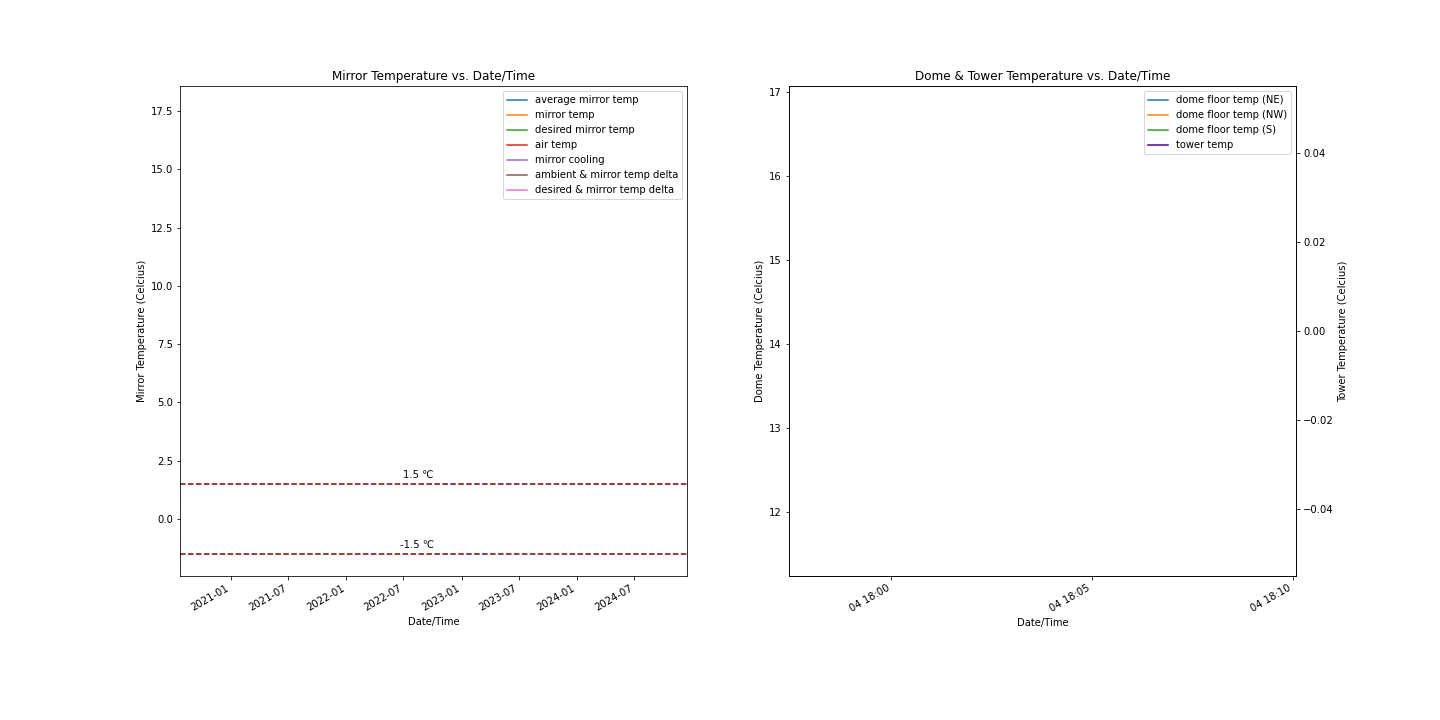 Mirror Temperature vs. Date/Time
average mirror temp
mirror temp
desired mirror temp
air temp
mirror cooling
ambient & mirror temp delta
desired & mirror temp delta
17.5
15.0
12.5
10.0
7.5
5.0
2.5
0.0
Mirror Temperature (Celcius)
1.5 °C
-1.5 °C
2021-01
2021-07
2022-01
2022-07
2023-01
2023-07
2024-01
2024-07
Date/Time
Dome & Tower Temperature vs. Date/Time
dome floor temp (NE)
dome floor temp (NW)
dome floor temp (S)
tower temp
17
16
15
14
13
12
Dome Temperature (Celcius)
0.04
0.02
0.00
−0.02
−0.04
Tower Temperature (Celcius)
04 18:00
04 18:05
04 18:10
Date/Time